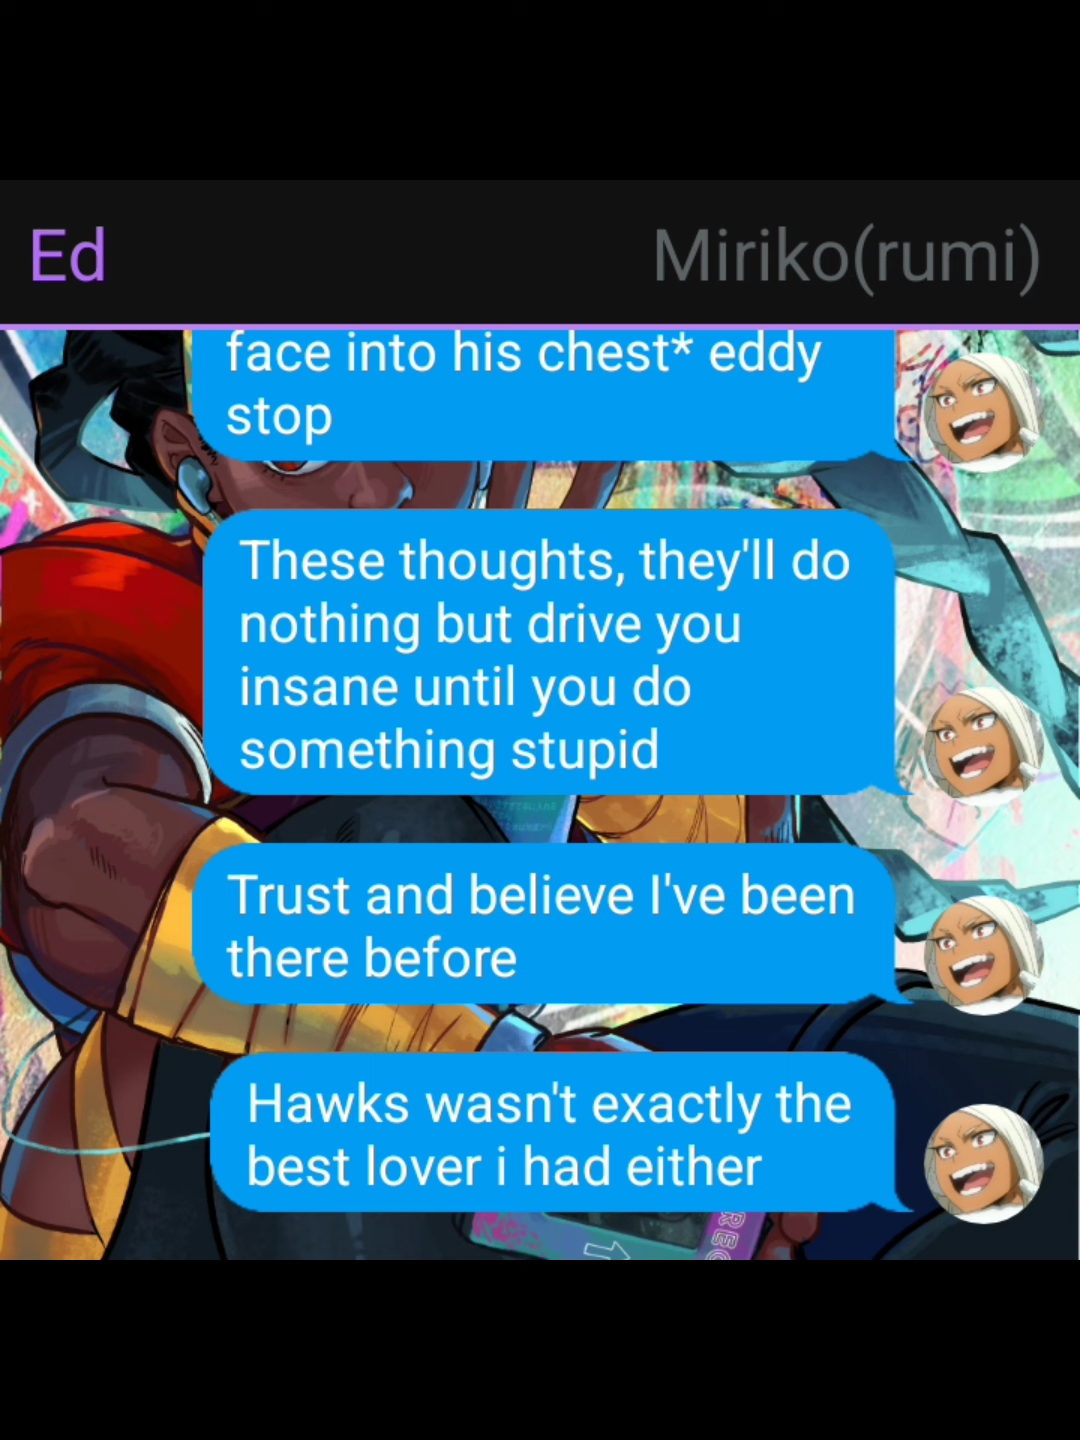 Ed
Miriko(rumi)
face into his chest* eddy
stop
These thoughts, they'll do
nothing but drive you
insane until you do
something stupid
Trust and believe I've been
there before
Hawks wasn't exactly the
best lover i had either
REC